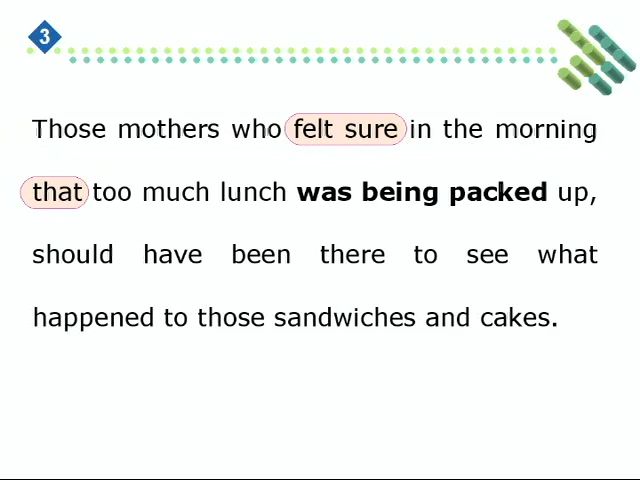 3
Those mothers who felt sure in the morning
that too much lunch was being packed up,
should have been there to see what
happened to those sandwiches and cakes.